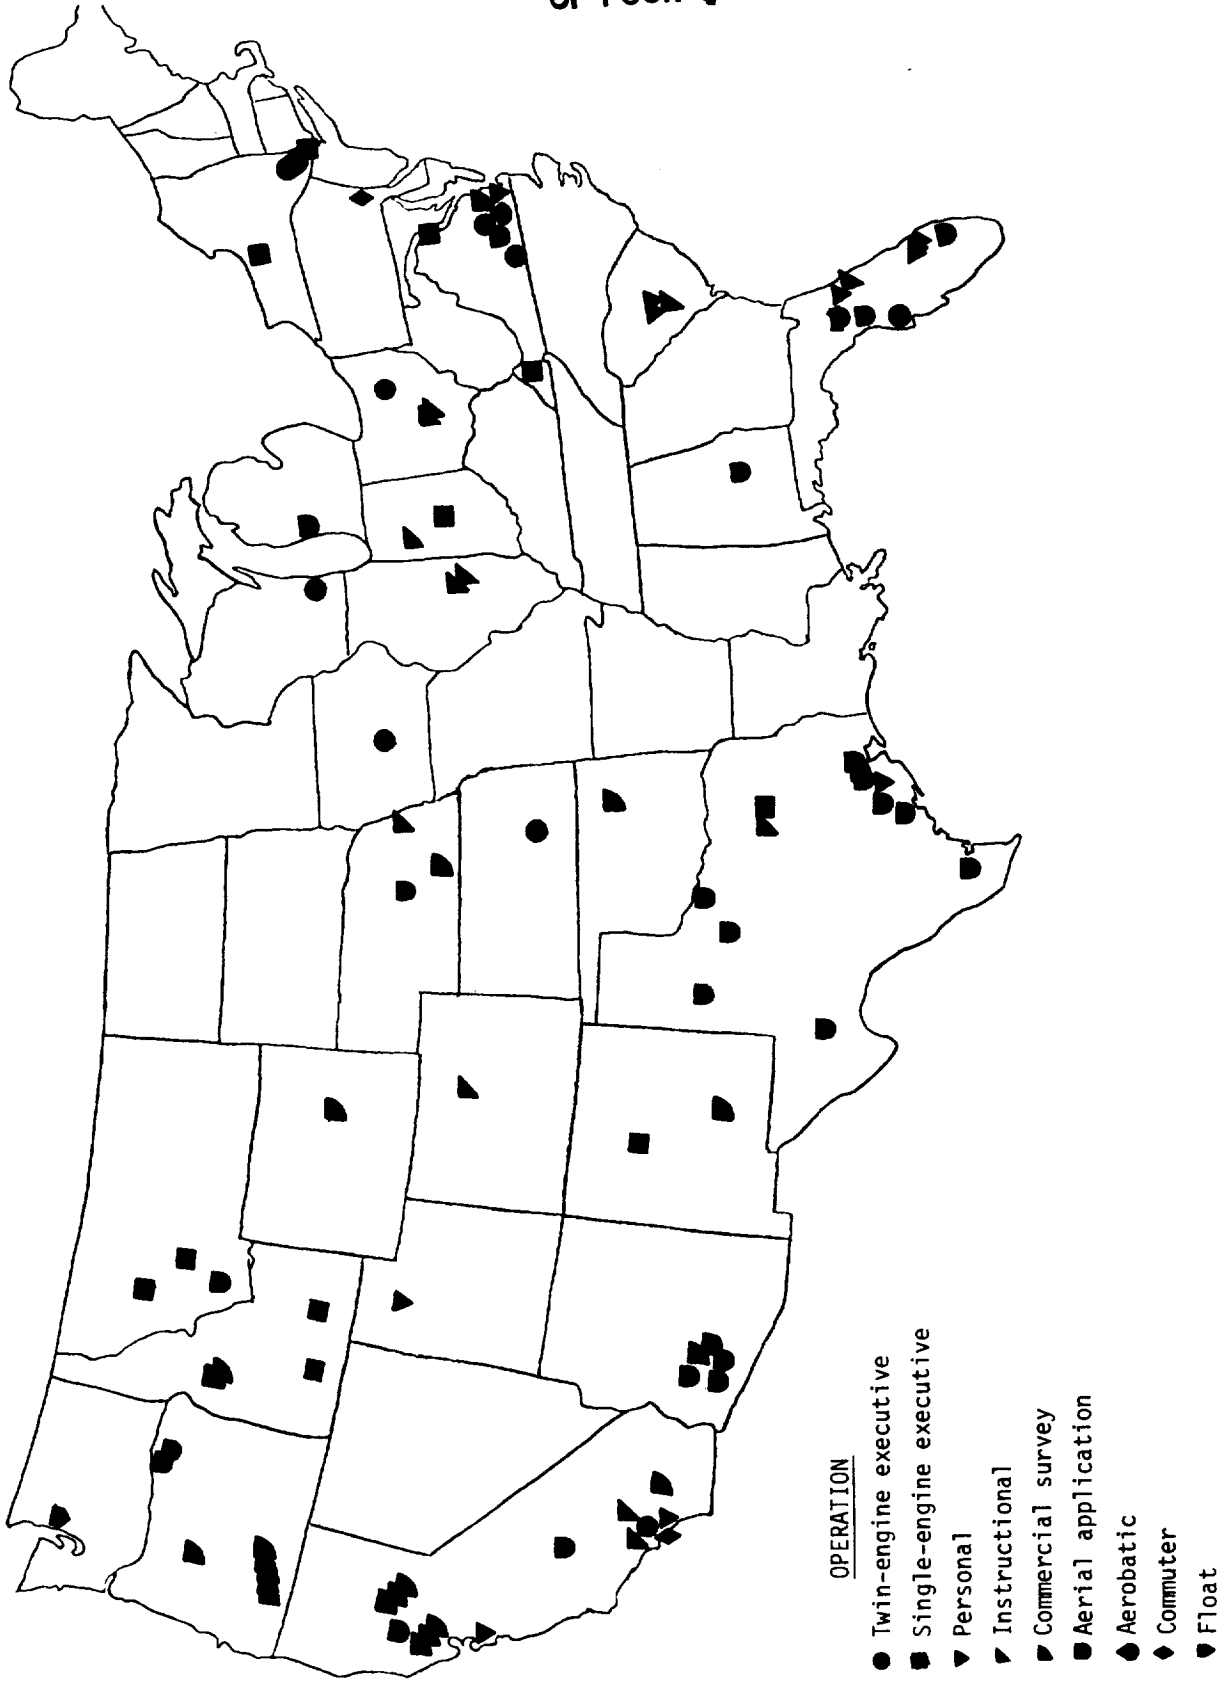 OPERATION
Twin-engine executive
Single-engine executive
Personal
Instructional
Commercial survey
Aerial application
Aerobatic
Commuter
Float